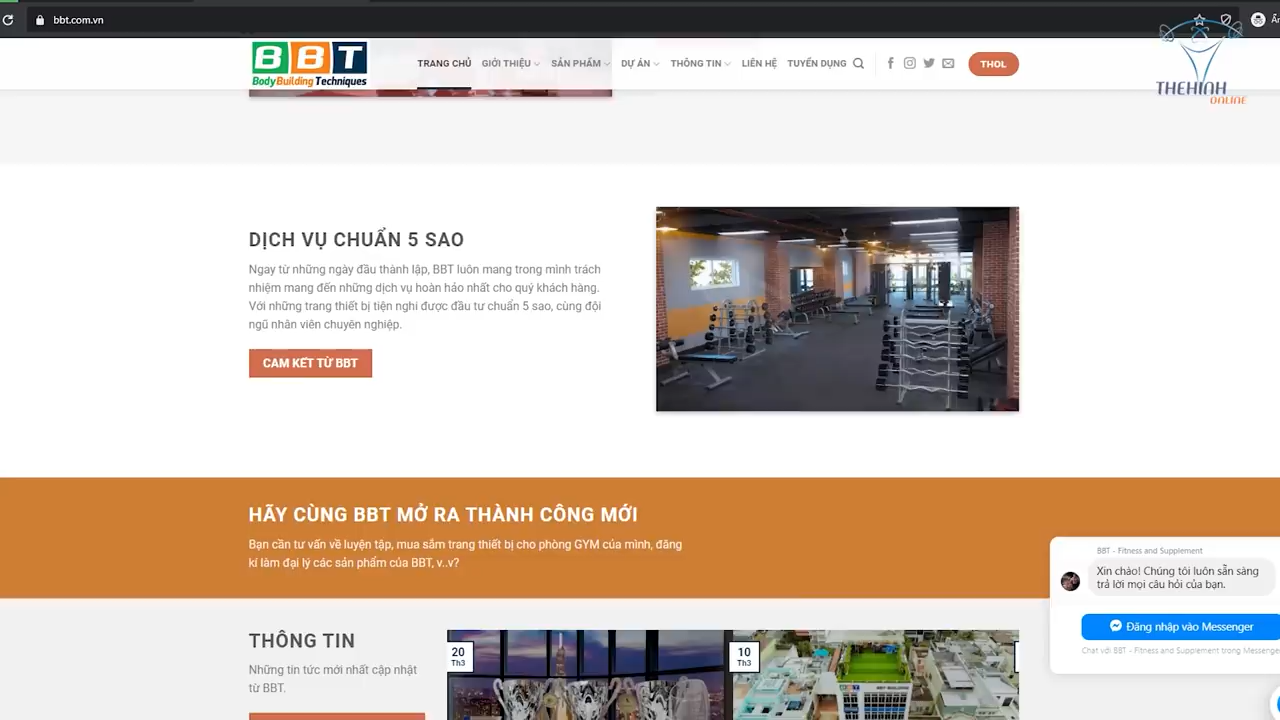 bbt.com.vn
Ẩ
THEHINH
ONLINE
BBT
BodyBuilding Techniques
TRANG CHỦ GIỚI THIỆU SẢN PHẨM DỰ ÁN THÔNG TIN LIÊN HỆ TUYỂN DỤNG THOL
DỊCH VỤ CHUẨN 5 SAO
Ngay từ những ngày đầu thành lập, BBT luôn mang trong mình trách
nhiệm mang đến những dịch vụ hoàn hảo nhất cho quý khách hàng.
Với những trang thiết bị tiện nghi được đầu tư chuẩn 5 sao, cùng đội
ngũ nhân viên chuyên nghiệp.
CAM KẾT TỪ BBT
HÃY CÙNG BBT MỞ RA THÀNH CÔNG MỚI
Bạn cần tư vấn về luyện tập, mua sắm trang thiết bị cho phòng GYM của mình, đăng
kí làm đại lý các sản phẩm của BBT, v..v?
BBT - Fitness and Supplement
Xin chào! Chúng tôi luôn sẵn sàng
trả lời mọi câu hỏi của bạn.
Đăng nhập vào Messenger
Chat với BBT - Fitness and Supplement trong Messenge
THÔNG TIN
Những tin tức mới nhất cập nhật
từ BBT.
20
Th3
10
Th3
BBT BUILDING